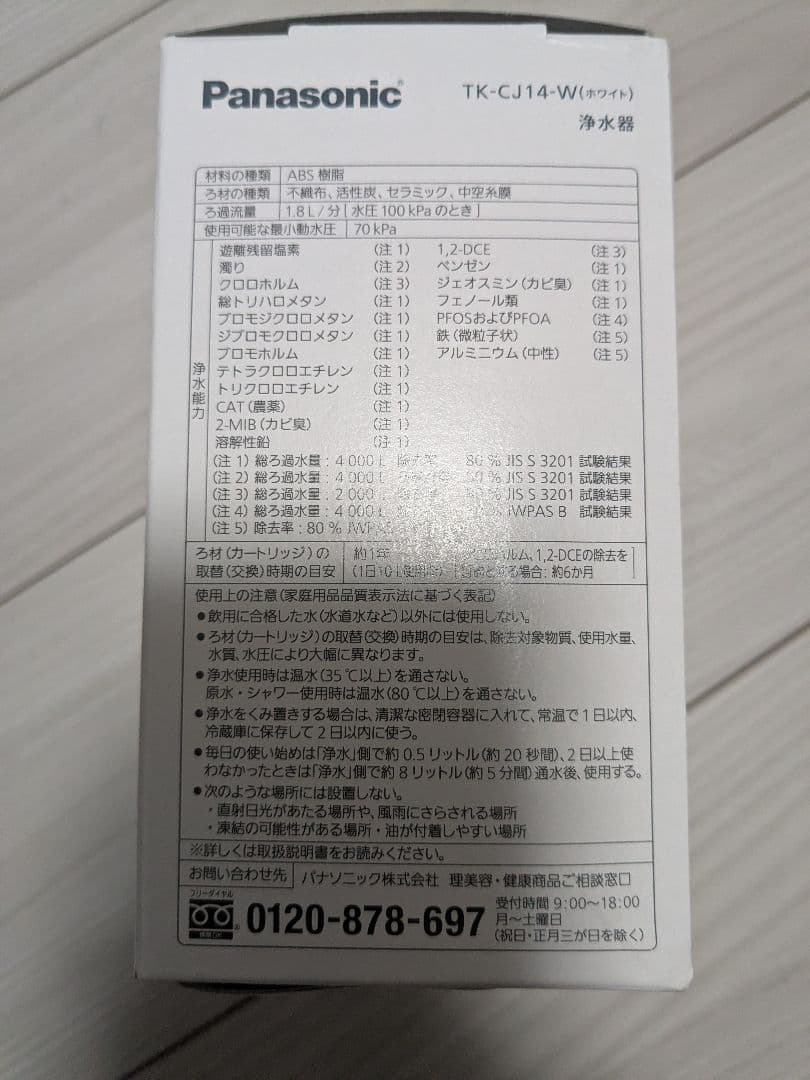 Panasonic
TK-CJ14-W(ホワイト)
浄水器
材料の種類 ABS 樹脂
ろ材の種類 不織布、活性炭、セラミック、中空糸膜
ろ過流量 1.8 L/分[水圧100 kPaのとき]
使用可能な最小動水圧 70 kPa
浄水能力
遊離残留塩素 (注1) 1,2-DCE (注3)
濁り (注2) ベンゼン (注1)
クロロホルム (注3) ジェオスミン(カビ臭) (注1)
総トリハロメタン (注1) フェノール類 (注1)
ブロモジクロロメタン (注1) PFOSおよびPFOA (注4)
ジブロモクロロメタン (注1) 鉄(微粒子状) (注5)
ブロモホルム (注1) アルミニウム(中性) (注5)
テトラクロロエチレン (注1)
トリクロロエチレン (注1)
CAT(農薬) (注1)
2-MIB(カビ臭) (注1)
溶解性鉛 (注1)
(注1)総ろ過水量:4 000 L 除去率 80 % JIS S 3201 試験結果
(注2)総ろ過水量:4 000 L % JIS S 3201 試験結果
(注3)総ろ過水量:2 000 % JIS S 3201 試験結果
(注4)総ろ過水量:4 000 L JWPAS B 試験結果
(注5)除去率:80 % JWPAS
ろ材(カートリッジ)の 約1年 ルム、1,2-DCEの除去を
取替(交換)時期の目安 (1日10L使用 場合:約6か月
使用上の注意(家庭用品品質表示法に基づく表記)
●飲用に合格した水(水道水など)以外には使用しない。
●ろ材(カートリッジ)の取替(交換)時期の目安は、除去対象物質、使用水量、
水質、水圧により大幅に異なります。
●浄水使用時は温水(35 ℃以上)を通さない。
原水・シャワー使用時は温水(80 ℃以上)を通さない。
●浄水をくみ置きする場合は、清潔な密閉容器に入れて、常温で1日以内、
冷蔵庫に保存して2日以内に使う。
●毎日の使い始めは「浄水」側で約0.5リットル(約20秒間)、2日以上使
わなかったときは「浄水」側で約8リットル(約5分間)通水後、使用する。
●次のような場所には設置しない。
・直射日光があたる場所や、風雨にさらされる場所
・凍結の可能性がある場所・油が付着しやすい場所
※詳しくは取扱説明書をお読みください。
お問い合わせ先 パナソニック株式会社 理美容・健康商品ご相談窓口
フリーダイヤル
携帯OK
0120-878-697
受付時間 9:00~18:00
月~土曜日
(祝日・正月三が日を除く)